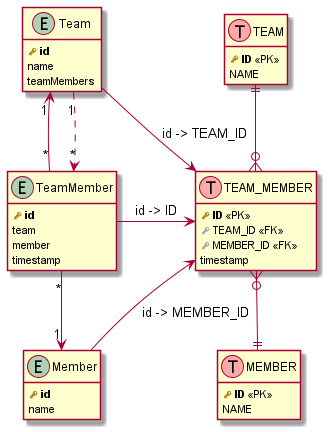 E Team
id
name
teamMembers
T TEAM
ID «PK»
NAME
1
1
*
*
id -> TEAM_ID
E TeamMember
id
team
member
timestamp
id -> ID
T TEAM_MEMBER
ID «PK»
TEAM_ID «FK»
MEMBER_ID «FK»
timestamp
*
1
id -> MEMBER_ID
E Member
id
name
T MEMBER
ID «PK»
NAME